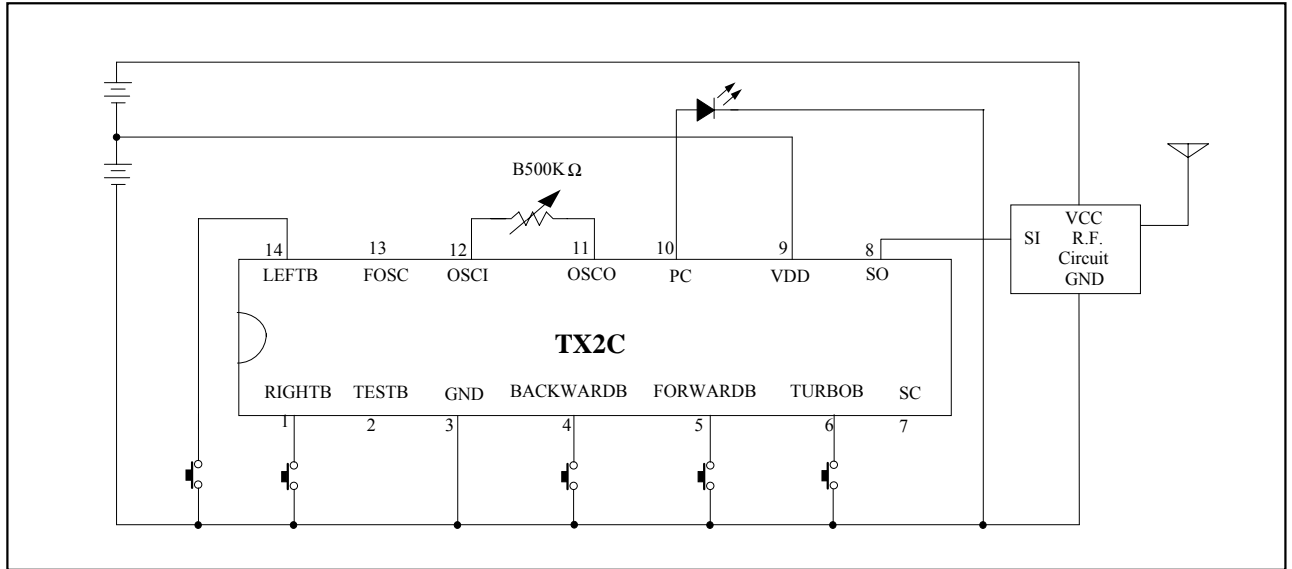 B500K Ω
14 13 12 11 10 9 8
LEFTB FOSC OSCI OSCO PC VDD SO
SI
VCC
R.F.
Circuit
GND
TX2C
RIGHTB TESTB GND BACKWARDB FORWARDB TURBOB SC
1 2 3 4 5 6 7